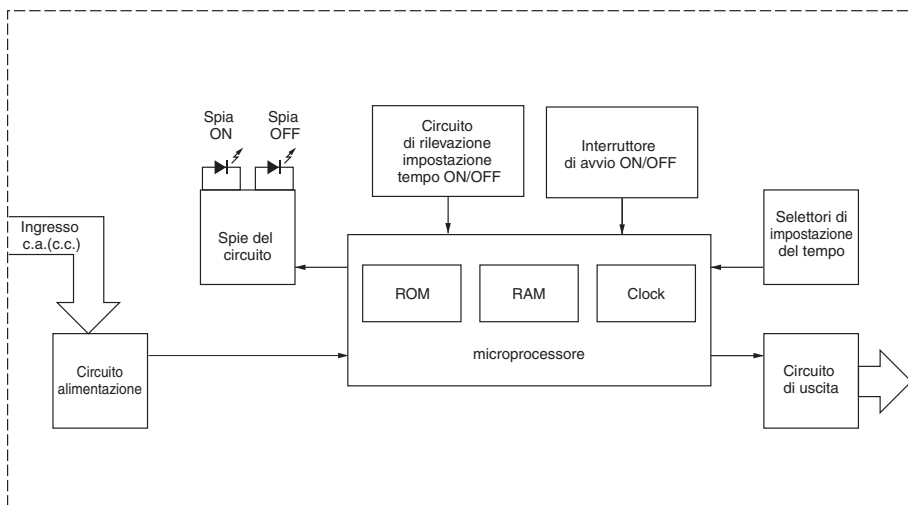 Spia
ON
Spia
OFF
Circuito
di rilevazione
impostazione
tempo ON/OFF
Interruttore
di avvio ON/OFF
Ingresso
c.a.(c.c.)
Spie del
circuito
Selettori di
impostazione
del tempo
ROM
RAM
Clock
microprocessore
Circuito
alimentazione
Circuito
di uscita